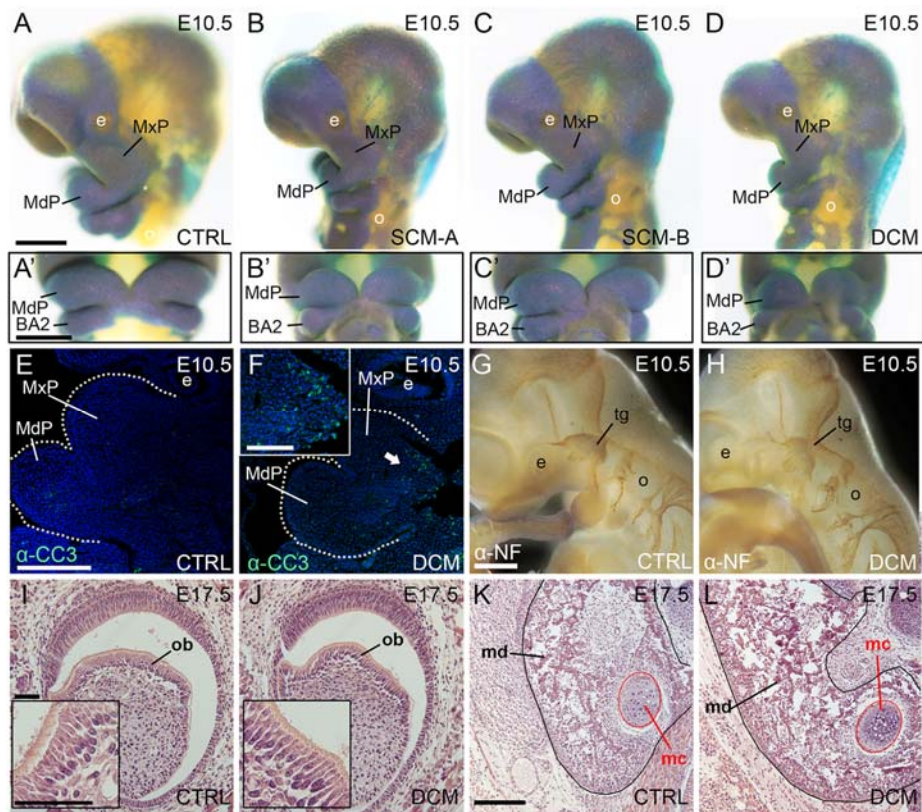 A E10.5
e
MxP
MdP
o
CTRL
B E10.5
e
MxP
MdP
o
SCM-A
C E10.5
e
MxP
MdP
o
SCM-B
D E10.5
e
MxP
MdP
o
DCM
A'
MdP
BA2
B'
MdP
BA2
C'
MdP
BA2
D'
MdP
BA2
E E10.5
MxP
e
MdP
α-CC3 CTRL
F E10.5
MxP
e
MdP
α-CC3 DCM
G E10.5
tg
e
o
α-NF CTRL
H E10.5
tg
e
o
α-NF DCM
I E17.5
ob
CTRL
J E17.5
ob
DCM
K E17.5
md
mc
CTRL
L E17.5
mc
md
DCM